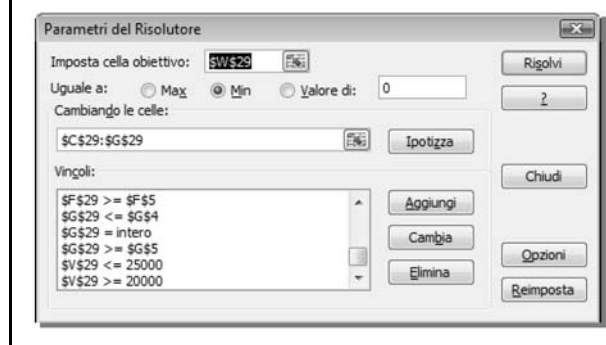 Parametri del Risolutore
Imposta cella obiettivo: $W$29
Risolvi
Uguale a: Max Min Valore di: 0
?
Cambiando le celle:
$C$29:$G$29
Ipotizza
Vincoli:
Chiudi
$F$29 >= $F$5
$G$29 <= $G$4
$G$29 = intero
$G$29 >= $G$5
$V$29 <= 25000
$V$29 >= 20000
Aggiungi
Cambia
Elimina
Opzioni
Reimposta